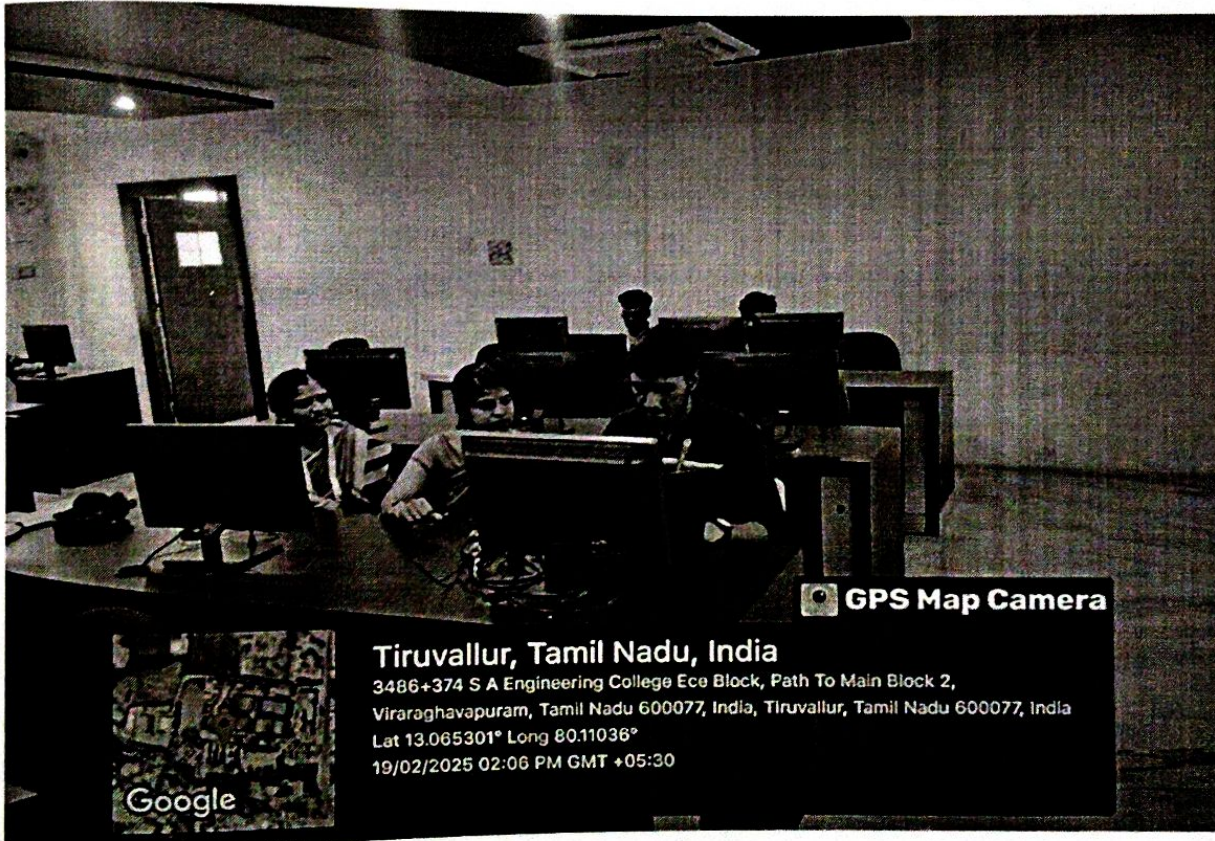 GPS Map Camera
Tiruvallur, Tamil Nadu, India
3486+374 S A Engineering College Ece Block, Path To Main Block 2,
Viraraghavapuram, Tamil Nadu 600077, India, Tiruvallur, Tamil Nadu 600077, India
Lat 13.065301° Long 80.11036°
19/02/2025 02:06 PM GMT +05:30
Google